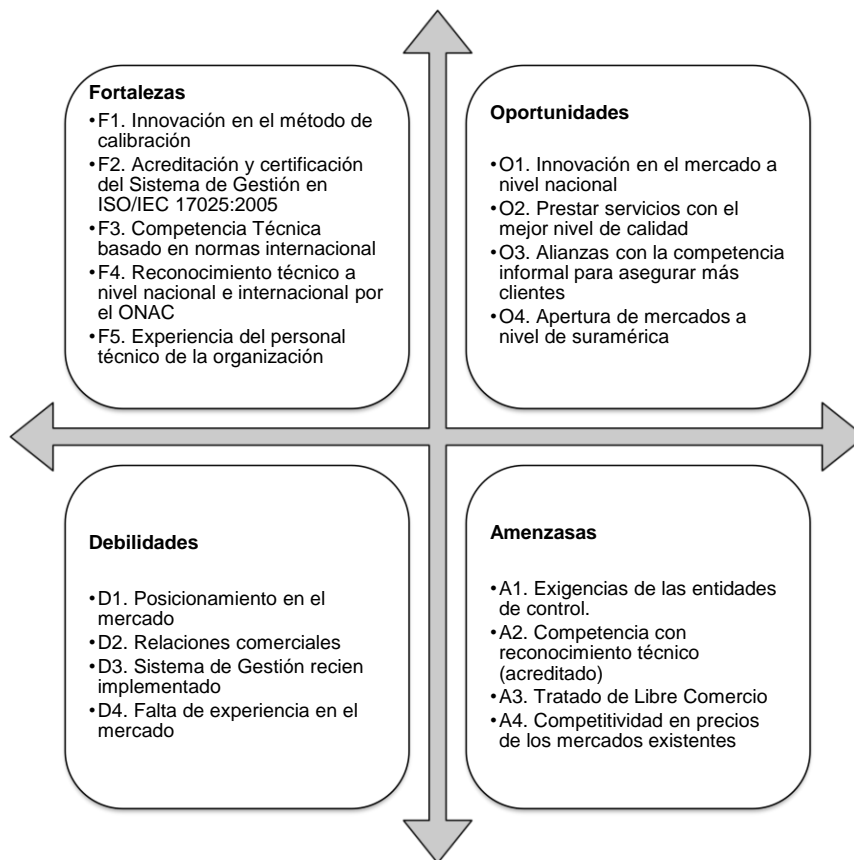 Fortalezas
•F1. Innovación en el método de
calibración
•F2. Acreditación y certificación
del Sistema de Gestión en
ISO/IEC 17025:2005
•F3. Competencia Técnica
basado en normas internacional
•F4. Reconocimiento técnico a
nivel nacional e internacional por
el ONAC
•F5. Experiencia del personal
técnico de la organización
Oportunidades
•O1. Innovación en el mercado a
nivel nacional
•O2. Prestar servicios con el
mejor nivel de calidad
•O3. Alianzas con la competencia
informal para asegurar más
clientes
•O4. Apertura de mercados a
nivel de suramérica
Debilidades
•D1. Posicionamiento en el
mercado
•D2. Relaciones comerciales
•D3. Sistema de Gestión recien
implementado
•D4. Falta de experiencia en el
mercado
Amenzasas
•A1. Exigencias de las entidades
de control.
•A2. Competencia con
reconocimiento técnico
(acreditado)
•A3. Tratado de Libre Comercio
•A4. Competitividad en precios
de los mercados existentes